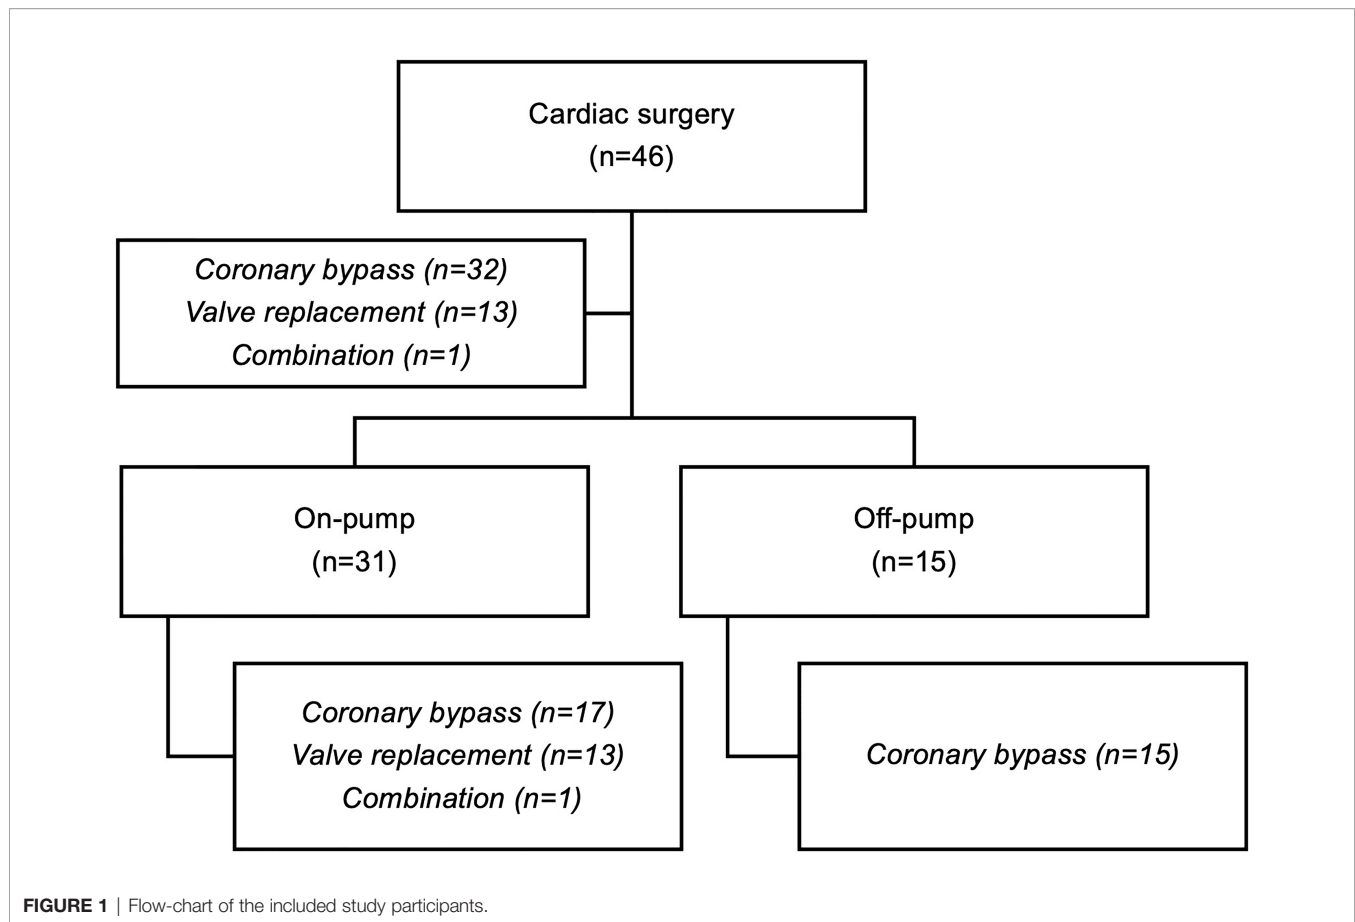 Cardiac surgery
(n=46)
Coronary bypass (n=32)
Valve replacement (n=13)
Combination (n=1)
On-pump
(n=31)
Off-pump
(n=15)
Coronary bypass (n=17)
Valve replacement (n=13)
Combination (n=1)
Coronary bypass (n=15)
FIGURE 1 | Flow-chart of the included study participants.